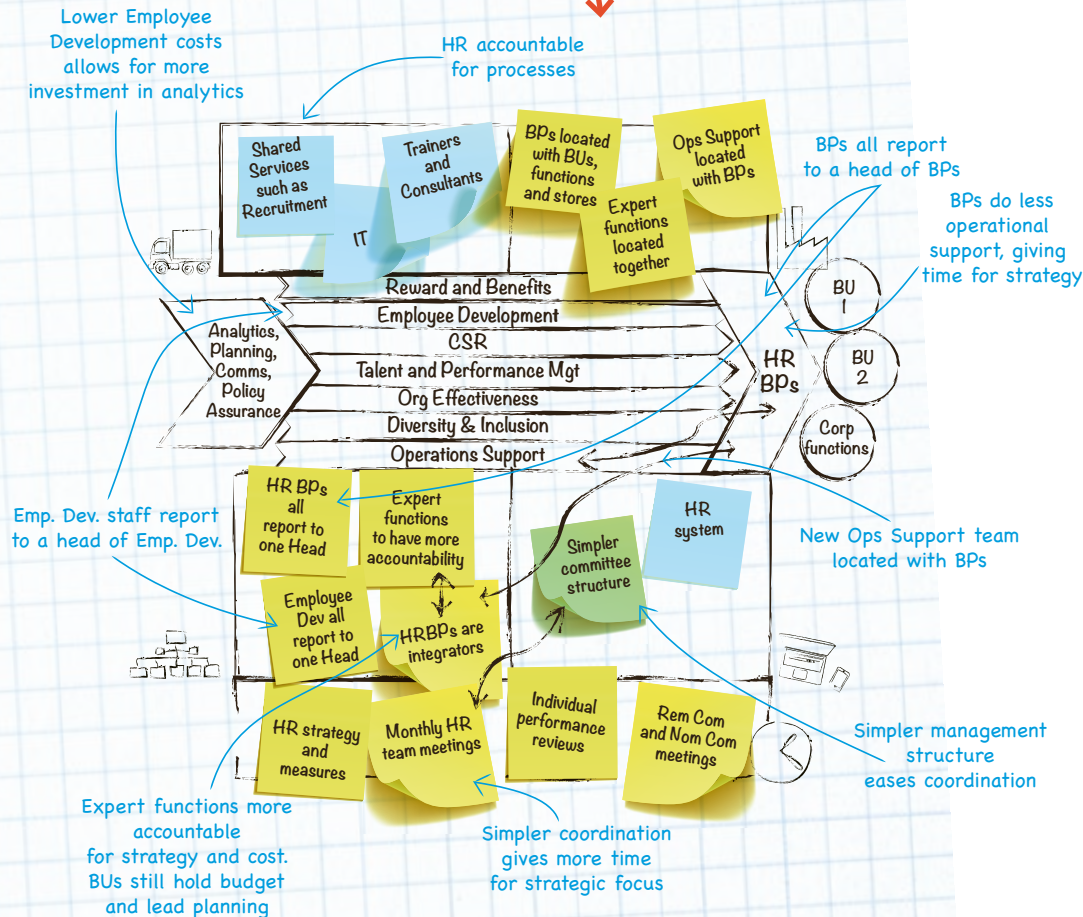 Lower Employee
Development costs
allows for more
investment in analytics
HR accountable
for processes
BPs all report
to a head of BPs
BPs do less
operational
support, giving
time for strategy
Shared
Services
such as
Recruitment
IT
Trainers
and
Consultants
BPs located
with BUs,
functions
and stores
Expert
functions
located
together
Ops Support
located
with BPs
Analytics,
Planning,
Comms,
Policy
Assurance
Reward and Benefits
Employee Development
CSR
Talent and Performance Mgt
Org Effectiveness
Diversity & Inclusion
Operations Support
HR
BPs
BU
1
BU
2
Corp
functions
Emp. Dev. staff report
to a head of Emp. Dev.
HR BPs
all
report to
one Head
Expert
functions
to have more
accountability
Employee
Dev all
report to
one Head
HRBPs are
integrators
Simpler
committee
structure
HR
system
New Ops Support team
located with BPs
HR strategy
and
measures
Monthly HR
team meetings
Individual
performance
reviews
Rem Com
and Nom Com
meetings
Simpler management
structure
eases coordination
Expert functions more
accountable
for strategy and cost.
BUs still hold budget
and lead planning
Simpler coordination
gives more time
for strategic focus